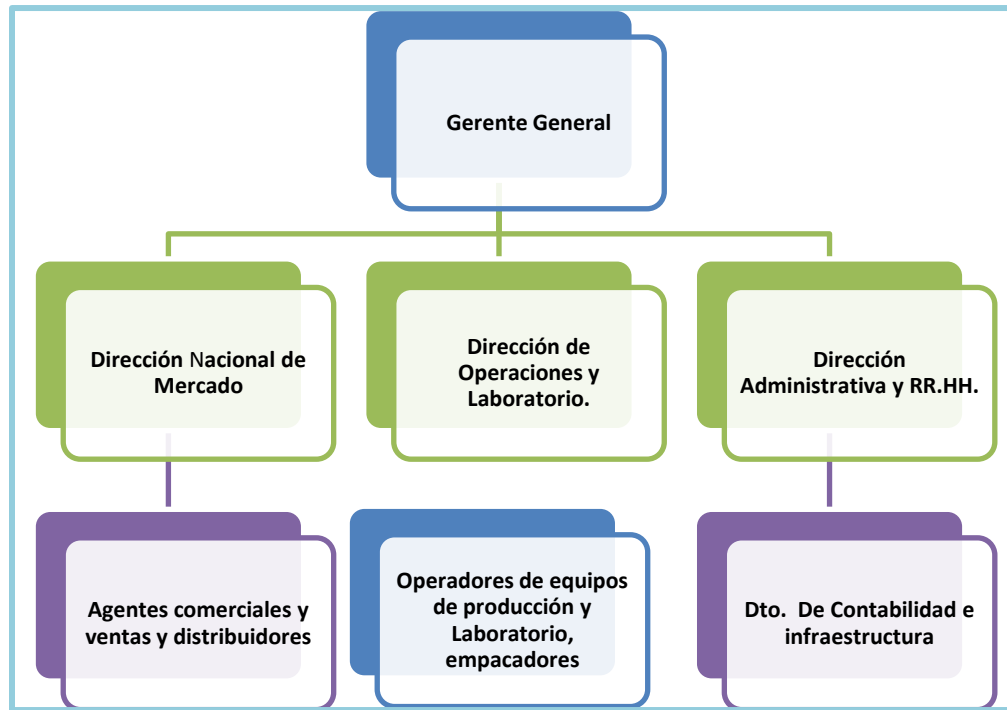 Gerente General
Dirección Nacional de
Mercado
Dirección de
Operaciones y
Laboratorio.
Dirección
Administrativa y RR.HH.
Agentes comerciales y
ventas y distribuidores
Operadores de equipos
de producción y
Laboratorio,
empacadores
Dto. De Contabilidad e
infraestructura